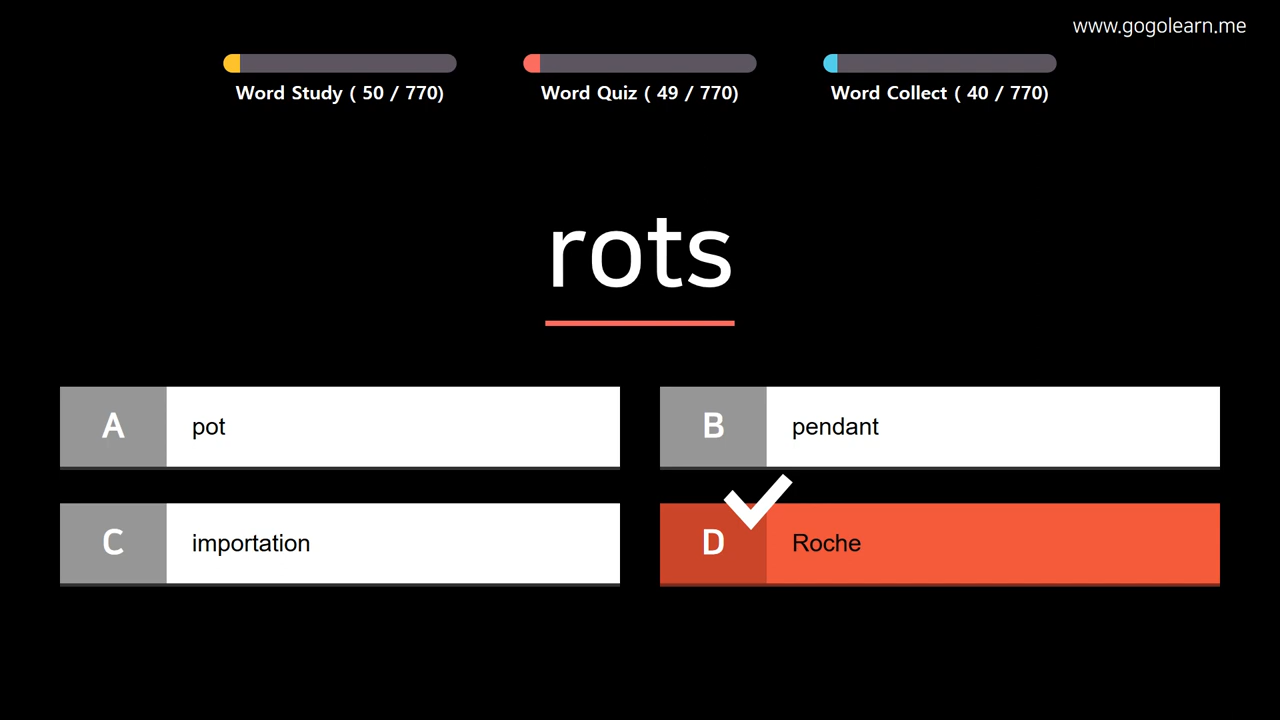 www.gogolearn.me
Word Study ( 50 / 770)
Word Quiz ( 49 / 770)
Word Collect ( 40 / 770)
rots
A
pot
B
pendant
C
importation
D
Roche